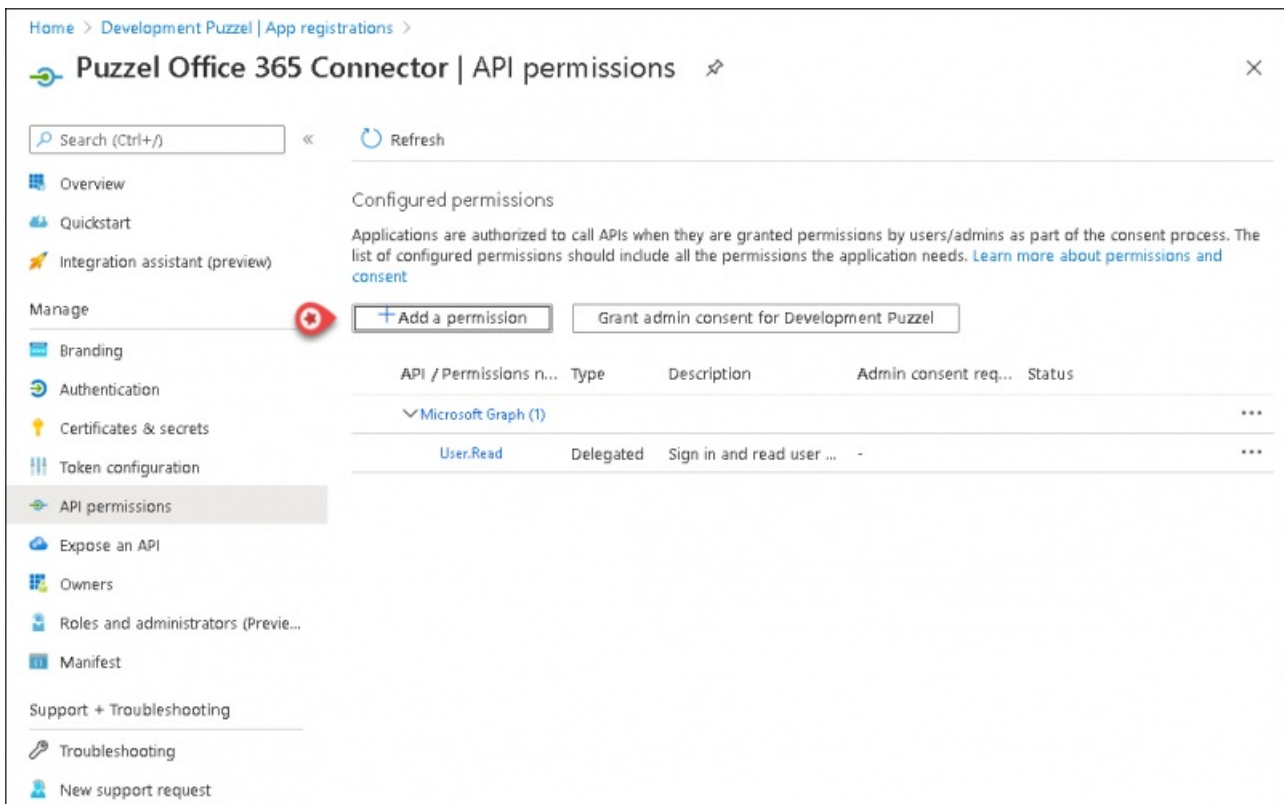 Home > Development Puzzel | App registrations >
Puzzel Office 365 Connector | API permissions
Search (Ctrl+/)
«
Refresh
Overview
Quickstart
Integration assistant (preview)
Manage
Branding
Authentication
Certificates & secrets
Token configuration
API permissions
Expose an API
Owners
Roles and administrators (Previe...
Manifest
Support + Troubleshooting
Troubleshooting
New support request
Configured permissions
Applications are authorized to call APIs when they are granted permissions by users/admins as part of the consent process. The
list of configured permissions should include all the permissions the application needs. Learn more about permissions and
consent
+ Add a permission Grant admin consent for Development Puzzel
API / Permissions n... Type Description Admin consent req... Status
Microsoft Graph (1) ...
User.Read Delegated Sign in and read user ... - ...